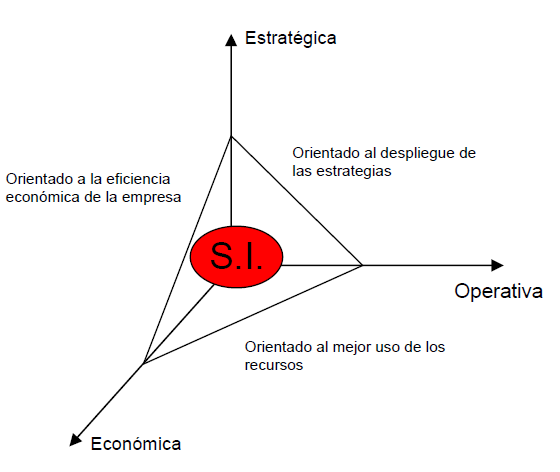 Estratégica
Orientado al despliegue de
las estrategias
Orientado a la eficiencia
económica de la empresa
S.I.
Operativa
Orientado al mejor uso de los
recursos
Económica